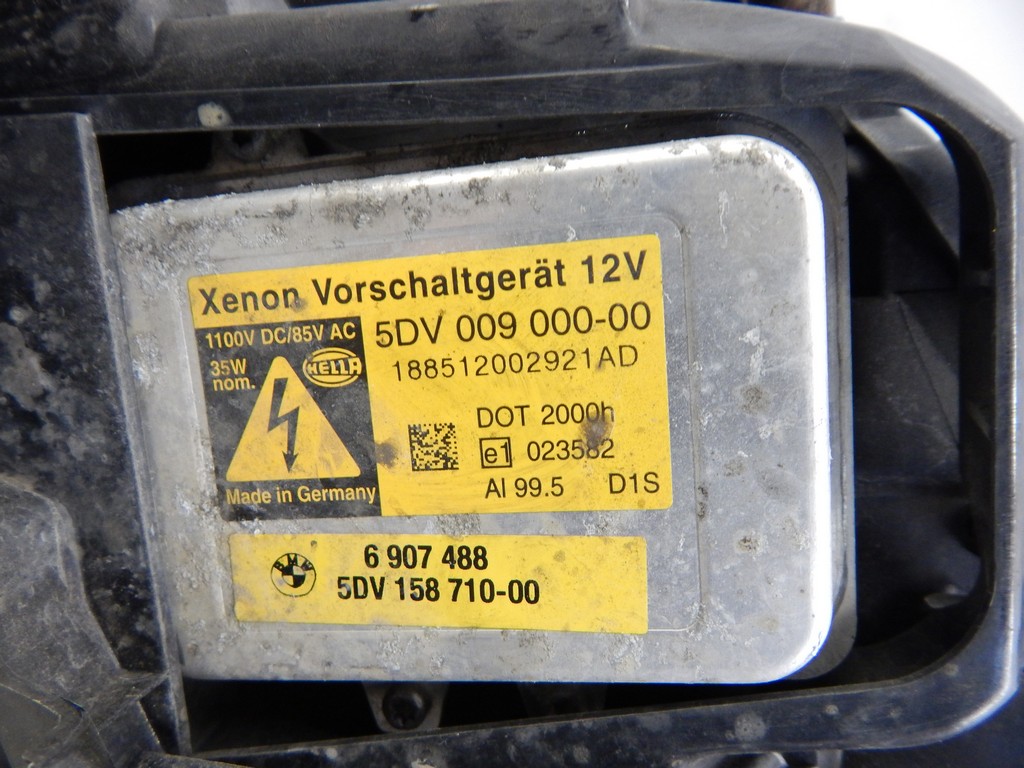 Xenon Vorschaltgerät 12V
1100V DC/85V AC
35W
nom.
HELLA
Made in Germany
5DV 009 000-00
188512002921AD
DOT 2000h
e1 023582
AI 99.5 D1S
BMW
6 907 488
5DV 158 710-00